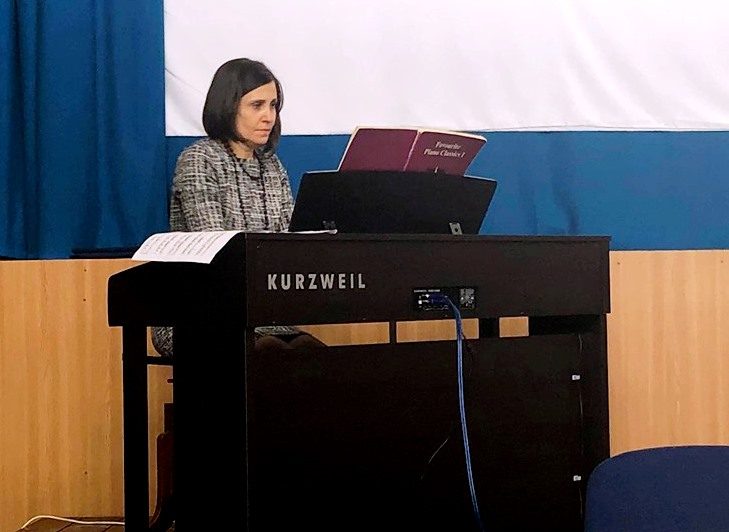 Favourite
Piano Classics 1
KURZWEIL